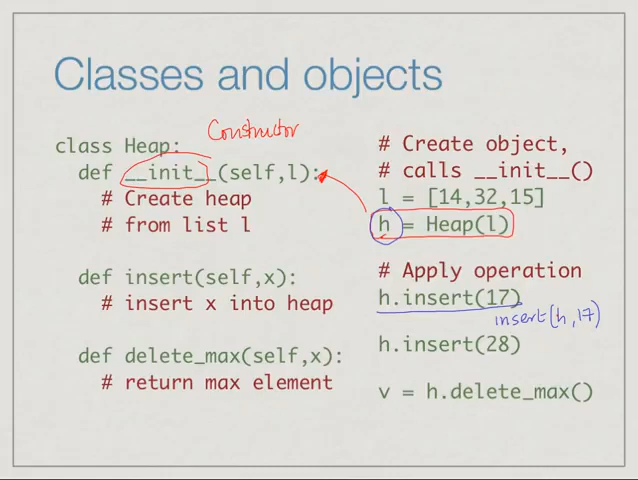 Classes and objects
class Heap:
Constructor
def __init__(self,l):
# Create heap
# from list l
def insert(self,x):
# insert x into heap
def delete_max(self,x):
# return max element
# Create object,
# calls __init__()
l = [14,32,15]
h = Heap(l)
# Apply operation
h.insert(17)
insert(h,17)
h.insert(28)
v = h.delete_max()